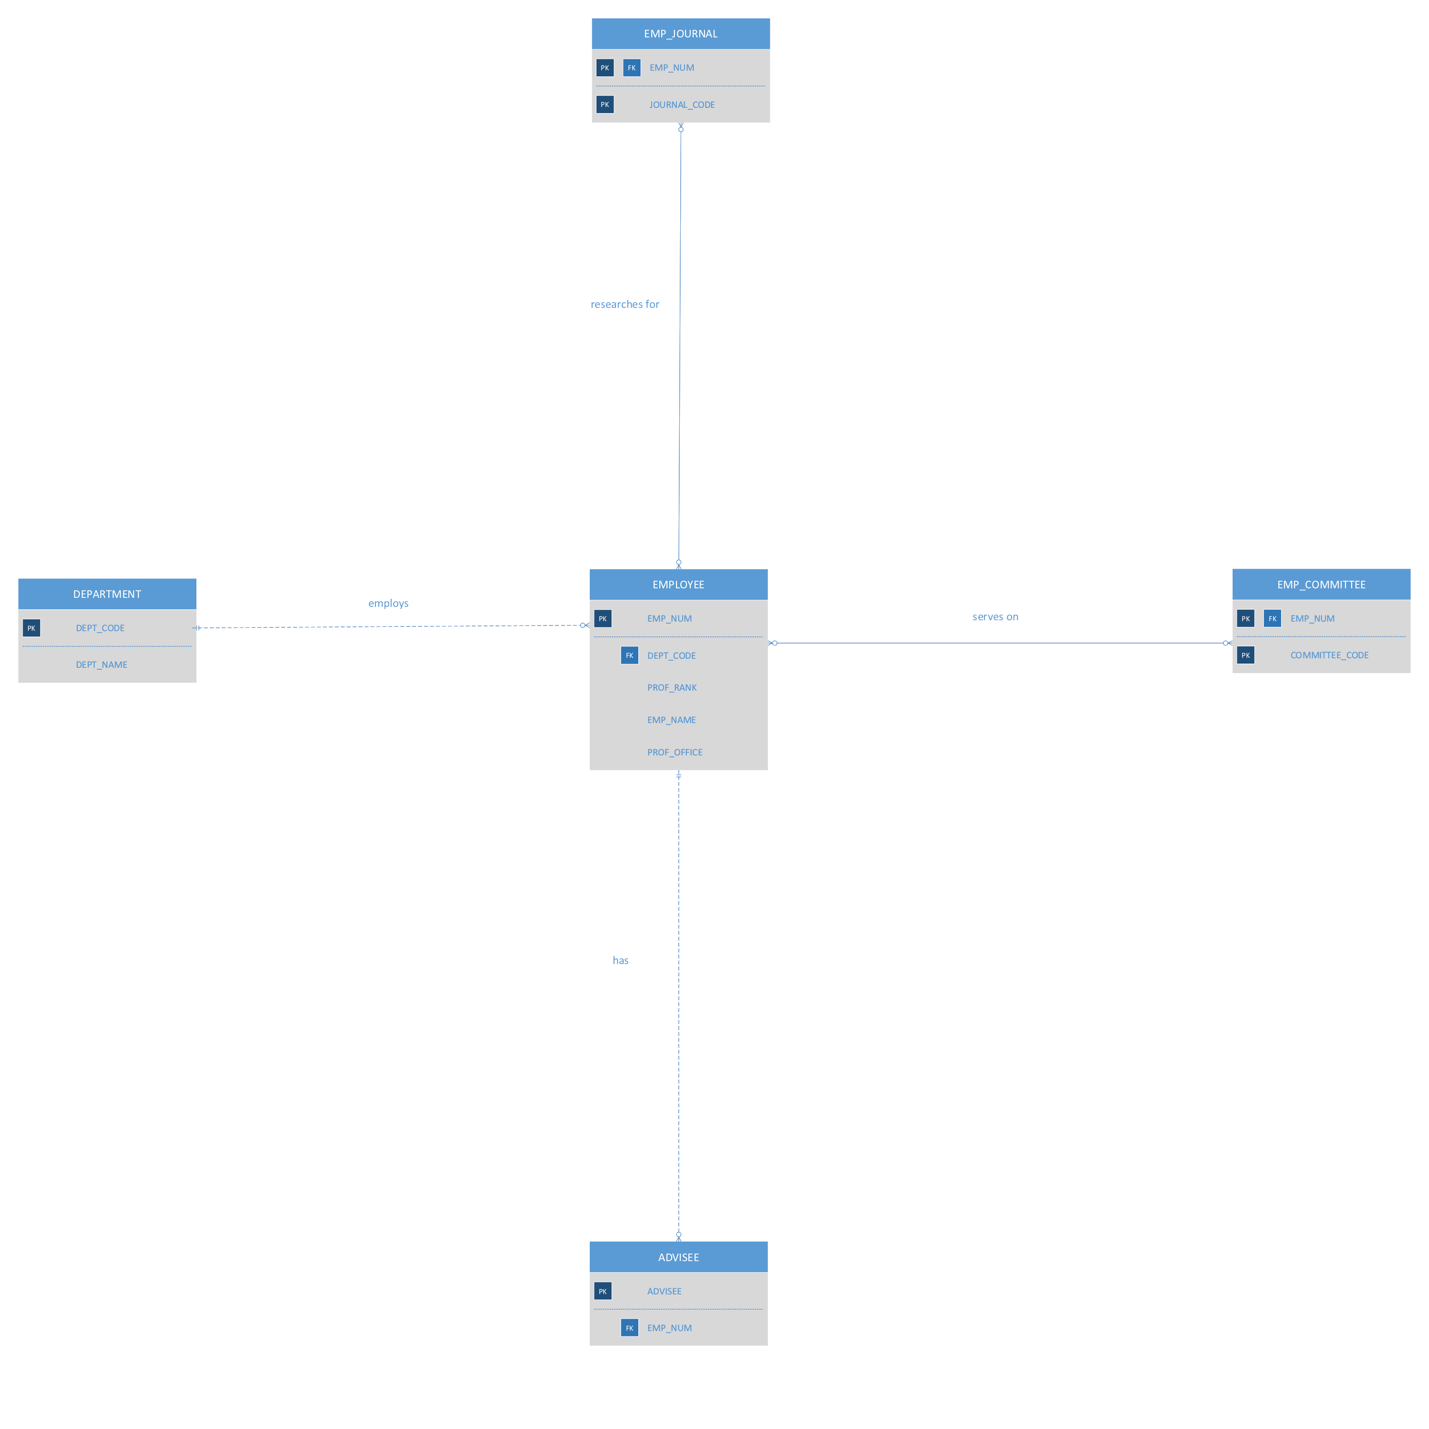 EMP_JOURNAL
PK FK EMP_NUM
PK JOURNAL_CODE
researches for
DEPARTMENT
PK DEPT_CODE
DEPT_NAME
employs
EMPLOYEE
PK EMP_NUM
FK DEPT_CODE
PROF_RANK
EMP_NAME
PROF_OFFICE
serves on
EMP_COMMITTEE
PK FK EMP_NUM
PK COMMITTEE_CODE
has
ADVISEE
PK ADVISEE
FK EMP_NUM